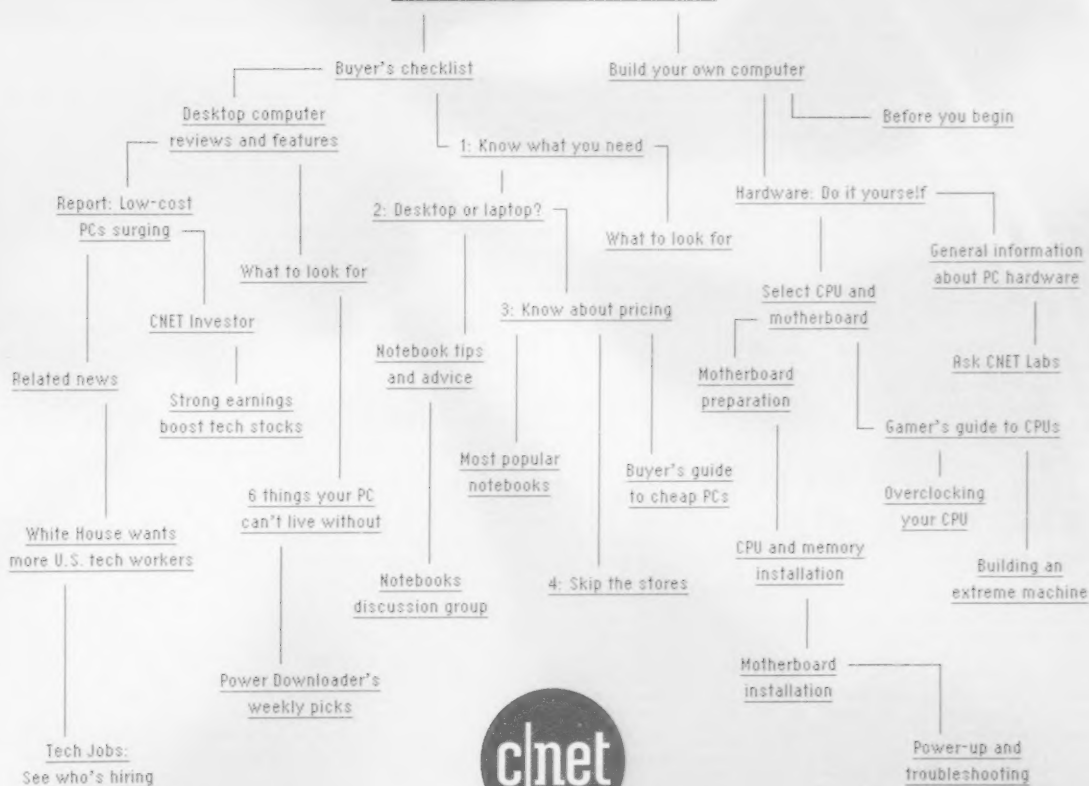 Buyer's checklist
Build your own computer
Desktop computer
reviews and features
Before you begin
1: Know what you need
Report: Low-cost
PCs surging
2: Desktop or laptop?
What to look for
Hardware: Do it yourself
General information
about PC hardware
What to look for
CNET Investor
3: Know about pricing
Select CPU and
motherboard
Related news
Strong earnings
boost tech stocks
Notebook tips
and advice
Motherboard
preparation
Ask CNET Labs
Gamer's guide to CPUs
6 things your PC
can't live without
Most popular
notebooks
Buyer's guide
to cheap PCs
Overclocking
your CPU
White House wants
more U.S. tech workers
Notebooks
discussion group
4: Skip the stores
CPU and memory
installation
Building an
extreme machine
Power Downloader's
weekly picks
Motherboard
installation
Tech Jobs:
See who's hiring
c|net
Power-up and
troubleshooting